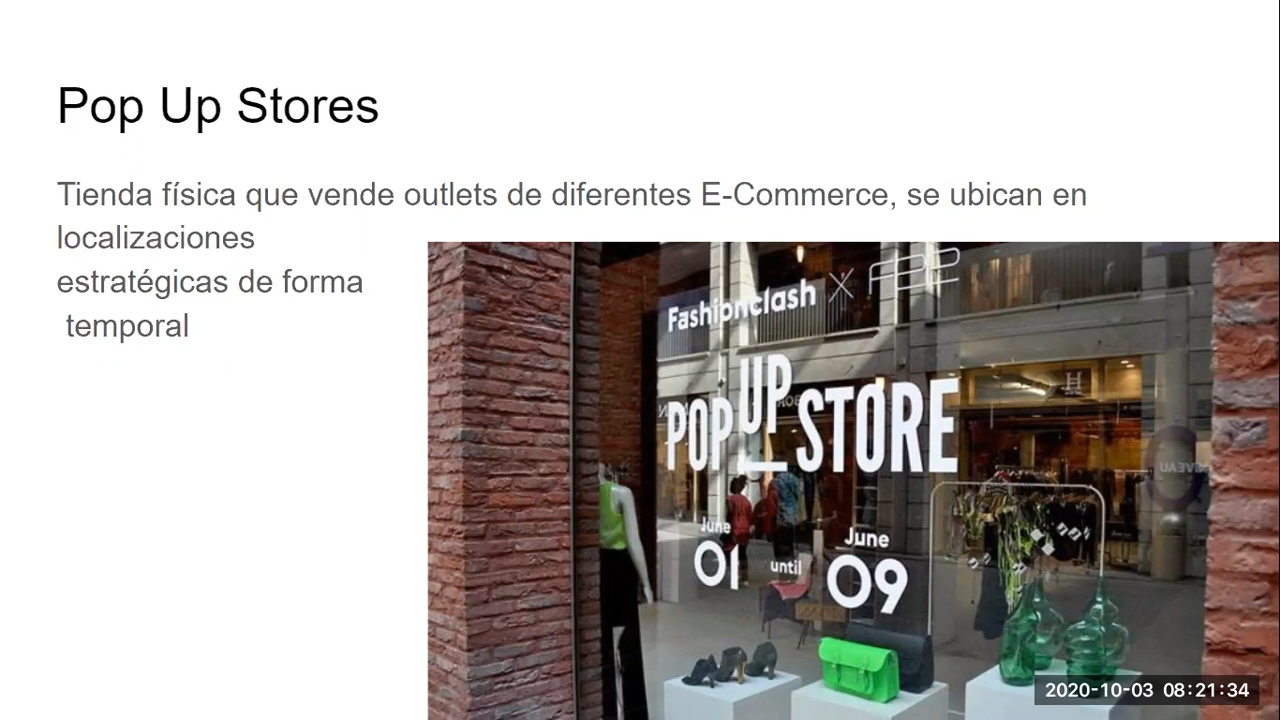 Pop Up Stores
Tienda física que vende outlets de diferentes E-Commerce, se ubican en
localizaciones
estratégicas de forma
temporal
Fashionclash X
POP UP STORE
June
01 until
June
09
H
2020-10-03 08:21:34